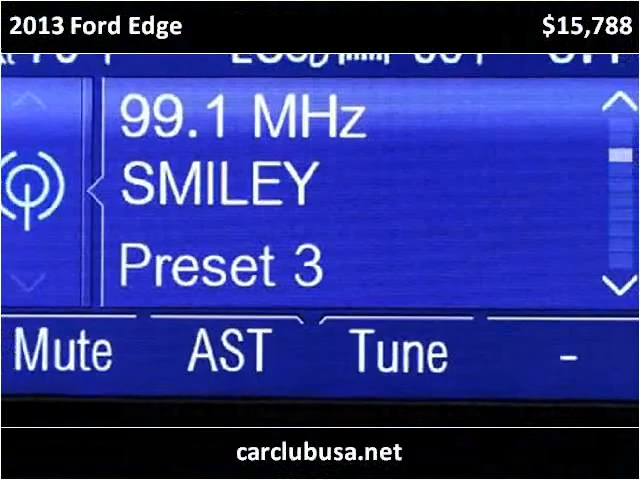 2013 Ford Edge $15,788
99.1 MHz
SMILEY
Preset 3
Mute AST Tune -
carclubusa.net